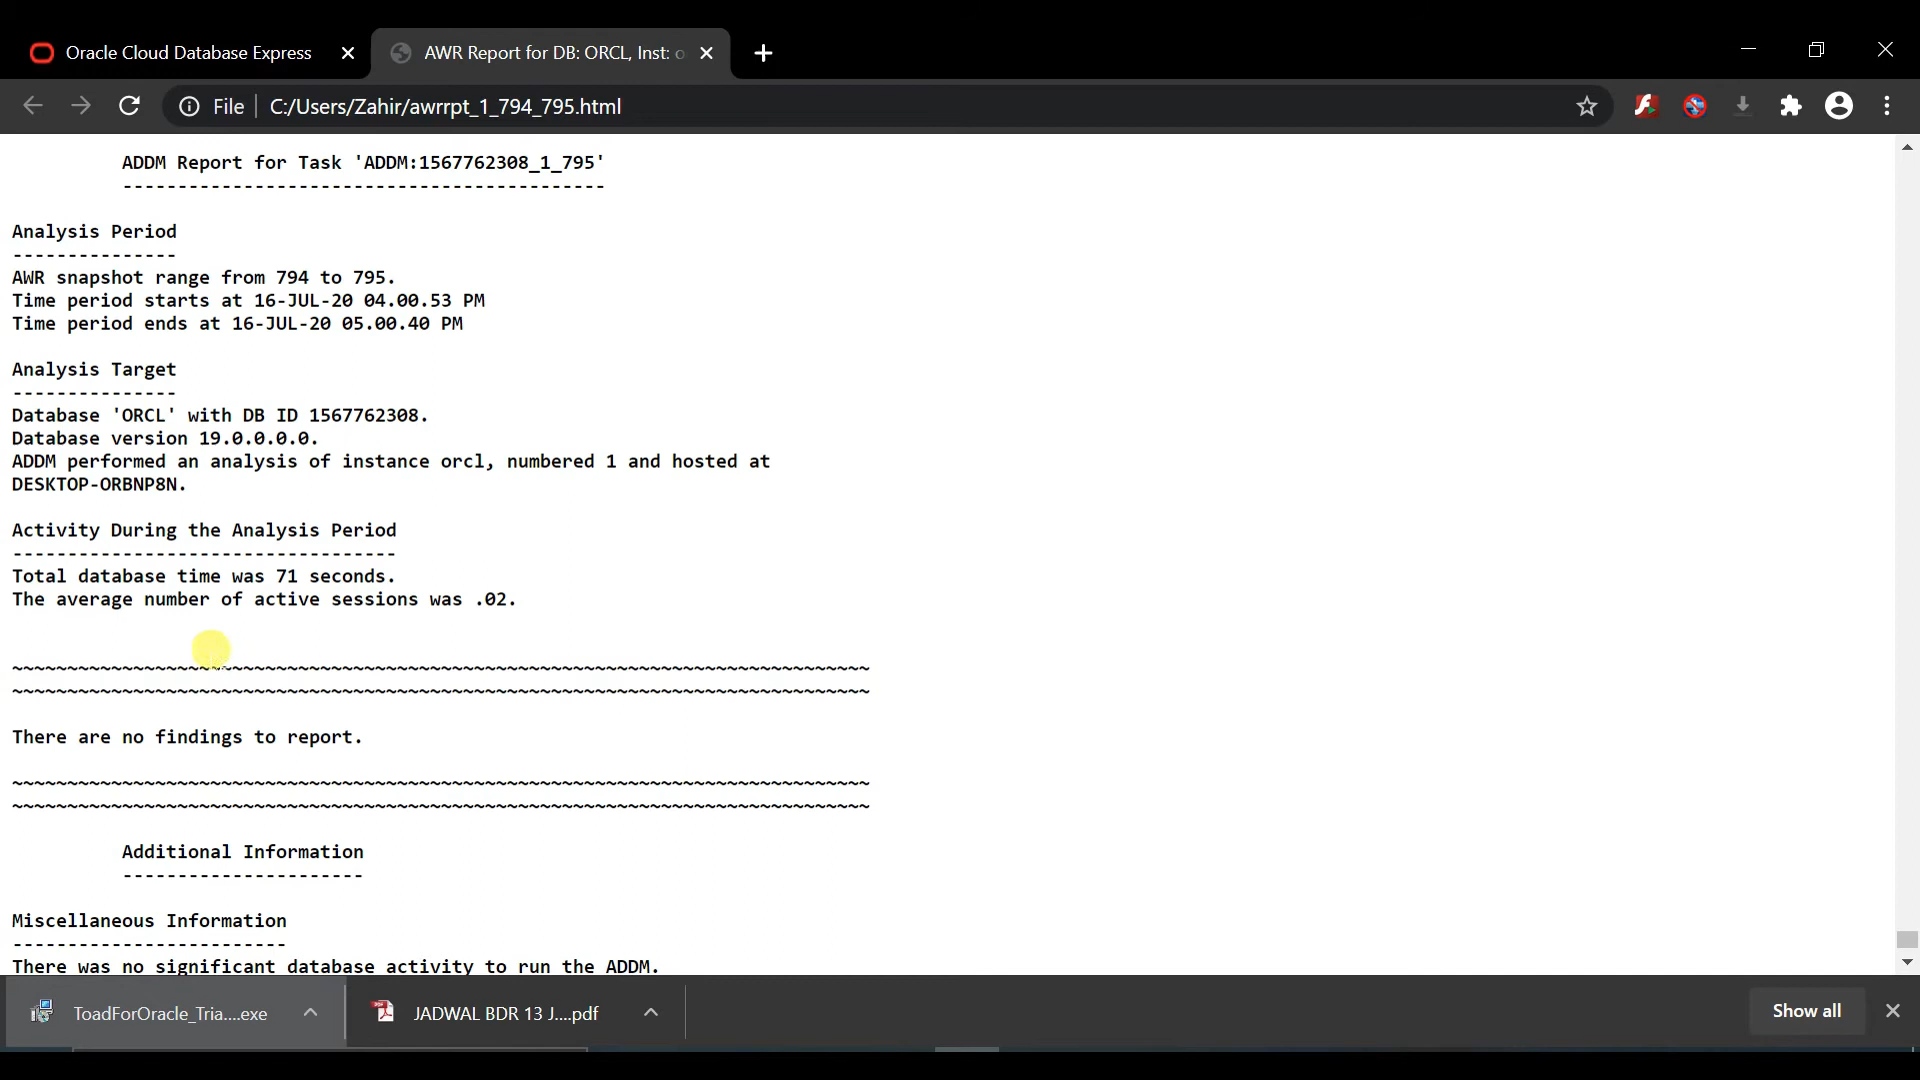 Oracle Cloud Database Express
AWR Report for DB: ORCL, Inst: o
File
C:/Users/Zahir/awrrpt_1_794_795.html
ADDM Report for Task 'ADDM:1567762308_1_795'
--------------------------------------------
Analysis Period
---------------
AWR snapshot range from 794 to 795.
Time period starts at 16-JUL-20 04.00.53 PM
Time period ends at 16-JUL-20 05.00.40 PM
Analysis Target
---------------
Database 'ORCL' with DB ID 1567762308.
Database version 19.0.0.0.0.
ADDM performed an analysis of instance orcl, numbered 1 and hosted at
DESKTOP-ORBNP8N.
Activity During the Analysis Period
-----------------------------------
Total database time was 71 seconds.
The average number of active sessions was .02.
~~~~~~~~~~~~~~~~~~~~~~~~~~~~~~~~~~~~~~~~~~~~~~~~~~~~~~~~~~~~~~~~~~~~~~~~~~~~~~
~~~~~~~~~~~~~~~~~~~~~~~~~~~~~~~~~~~~~~~~~~~~~~~~~~~~~~~~~~~~~~~~~~~~~~~~~~~~~~
There are no findings to report.
~~~~~~~~~~~~~~~~~~~~~~~~~~~~~~~~~~~~~~~~~~~~~~~~~~~~~~~~~~~~~~~~~~~~~~~~~~~~~~
~~~~~~~~~~~~~~~~~~~~~~~~~~~~~~~~~~~~~~~~~~~~~~~~~~~~~~~~~~~~~~~~~~~~~~~~~~~~~~
Additional Information
----------------------
Miscellaneous Information
-------------------------
There was no significant database activity to run the ADDM.
ToadForOracle_Tria....exe
JADWAL BDR 13 J....pdf
Show all